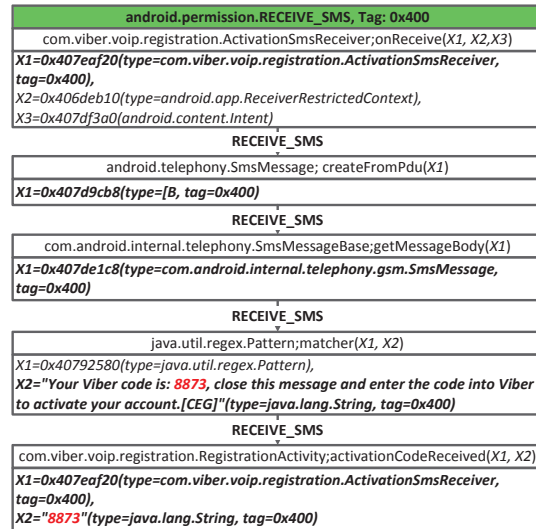 android.permission.RECEIVE_SMS, Tag: 0x400
com.viber.voip.registration.ActivationSmsReceiver;onReceive(X1, X2,X3)
X1=0x407eaf20(type=com.viber.voip.registration.ActivationSmsReceiver,
tag=0x400),
X2=0x406deb10(type=android.app.ReceiverRestrictedContext),
X3=0x407df3a0(android.content.Intent)
RECEIVE_SMS
android.telephony.SmsMessage; createFromPdu(X1)
X1=0x407d9cb8(type=[B, tag=0x400)
RECEIVE_SMS
com.android.internal.telephony.SmsMessageBase;getMessageBody(X1)
X1=0x407de1c8(type=com.android.internal.telephony.gsm.SmsMessage,
tag=0x400)
RECEIVE_SMS
java.util.regex.Pattern;matcher(X1, X2)
X1=0x40792580(type=java.util.regex.Pattern),
X2="Your Viber code is: 8873, close this message and enter the code into Viber
to activate your account.[CEG]"(type=java.lang.String, tag=0x400)
RECEIVE_SMS
com.viber.voip.registration.RegistrationActivity;activationCodeReceived(X1, X2)
X1=0x407eaf20(type=com.viber.voip.registration.ActivationSmsReceiver,
tag=0x400),
X2="8873"(type=java.lang.String, tag=0x400)